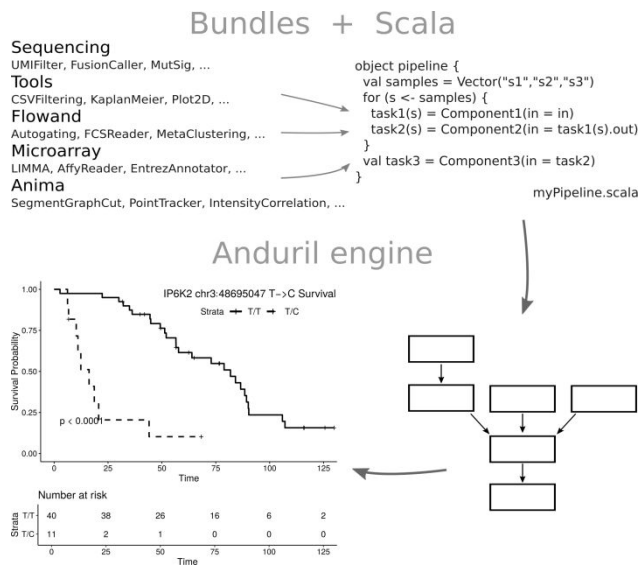 Bundles + Scala
Sequencing
UMIFilter, FusionCaller, MutSig, ...
Tools
CSVFiltering, KaplanMeier, Plot2D, ...
Flowand
Autogating, FCSReader, MetaClustering, ...
Microarray
LIMMA, AffyReader, EntrezAnnotator, ...
Anima
SegmentGraphCut, PointTracker, IntensityCorrelation, ...
object pipeline {
val samples = Vector("s1","s2","s3")
for (s <- samples) {
task1(s) = Component1(in = in)
task2(s) = Component2(in = task1(s).out)
}
val task3 = Component3(in = task2)
}
myPipeline.scala
Anduril engine
IP6K2 chr3:48695047 T->C Survival
Strata T/T T/C
Survival Probability
1.00
0.75
0.50
0.25
0.00
p < 0.0001
0 25 50 75 100 125
Time
Number at risk
Strata
T/T 40 38 26 16 6 2
T/C 11 2 1 0 0 0
0 25 50 75 100 125
Time